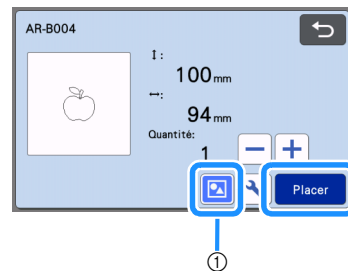 AR-B004
↕:
100mm
↔:
94mm
Quantité:
1
Placer
①